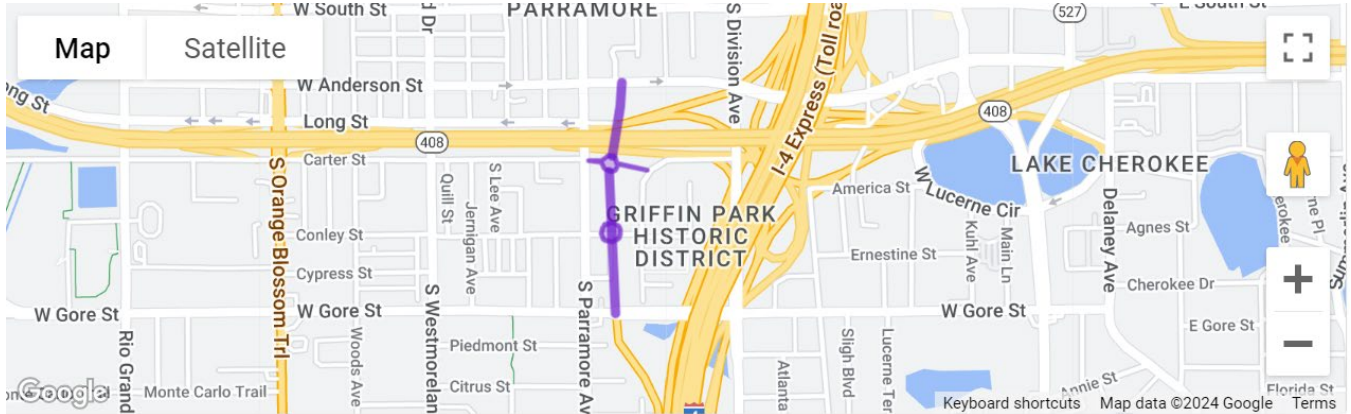 W South St
PARRAMORE
S Division Ave
527
E South St
Map
Satellite
I-4 Express (Toll road)
W Anderson St
Long St
408
408
Carter St
LAKE CHEROKEE
S Orange Blossom Trl
Quill St
S Lee Ave
America St
W Lucerne Cir
Delaney Ave
GRIFFIN PARK
HISTORIC
DISTRICT
Conley St
Jernigan Ave
Agnes St
Kuhl Ave
Main Ln
Ernestine St
Cypress St
S Parramore Ave
Cherokee Dr
W Gore St
W Gore St
W Gore St
E Gore St
Rio Grand
S Westmorelan
Woods Ave
Piedmont St
Sligh Blvd
Lucerne Ter
Atlanta
Citrus St
Monte Carlo Trail
Google
Annie St
Florida St
Keyboard shortcuts
Map data ©2024 Google
Terms